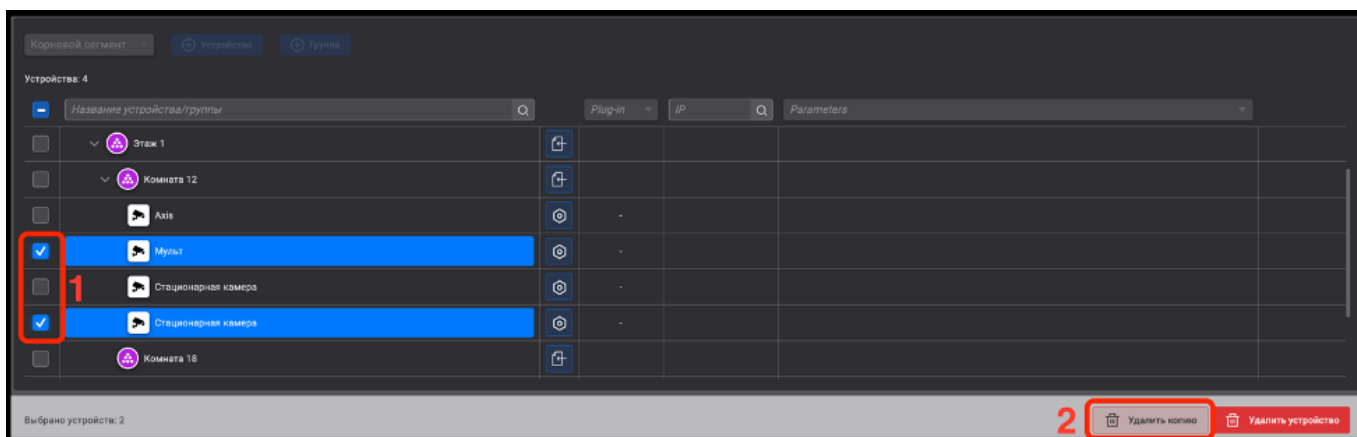 Корневой сегмент Устройство Группа
Устройства: 4
Название устройства/группы Plug-in IP Parameters
Этаж 1
Комната 12
Axis -
Мульт -
1
Стационарная камера -
Стационарная камера -
Комната 18
Выбрано устройств: 2 2 Удалить копию Удалить устройство